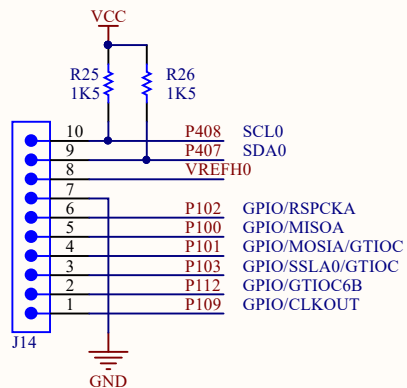 VCC
R25 R26
1K5 1K5
10 P408 SCL0
9 P407 SDA0
8 VREFH0
7
6 P102 GPIO/RSPCKA
5 P100 GPIO/MISOA
4 P101 GPIO/MOSIA/GTIOC
3 P103 GPIO/SSLA0/GTIOC
2 P112 GPIO/GTIOC6B
1 P109 GPIO/CLKOUT
J14
GND